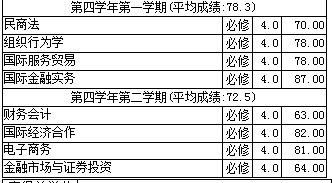 第四学年第一学期(平均成绩:78.3)
民商法 必修 4.0 70.00
组织行为学 必修 4.0 78.00
国际服务贸易 必修 4.0 78.00
国际金融实务 必修 4.0 87.00
第四学年第二学期(平均成绩:72.5)
财务会计 必修 4.0 63.00
国际经济合作 必修 4.0 82.00
电子商务 必修 4.0 81.00
金融市场与证券投资 必修 4.0 64.00